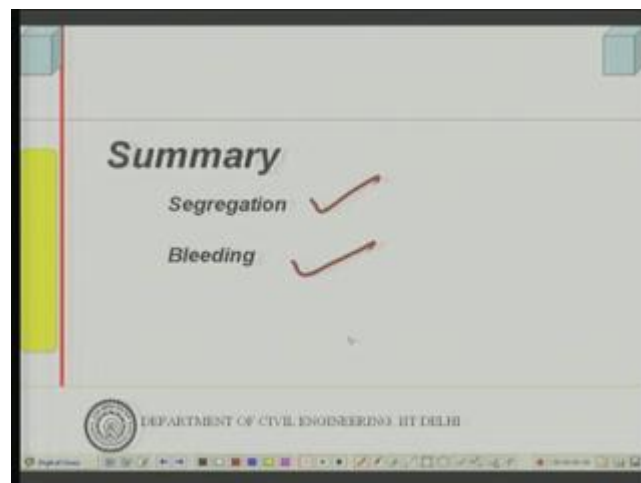 Summary
Segregation
Bleeding
DEPARTMENT OF CIVIL ENGINEERING, IIT DELHI